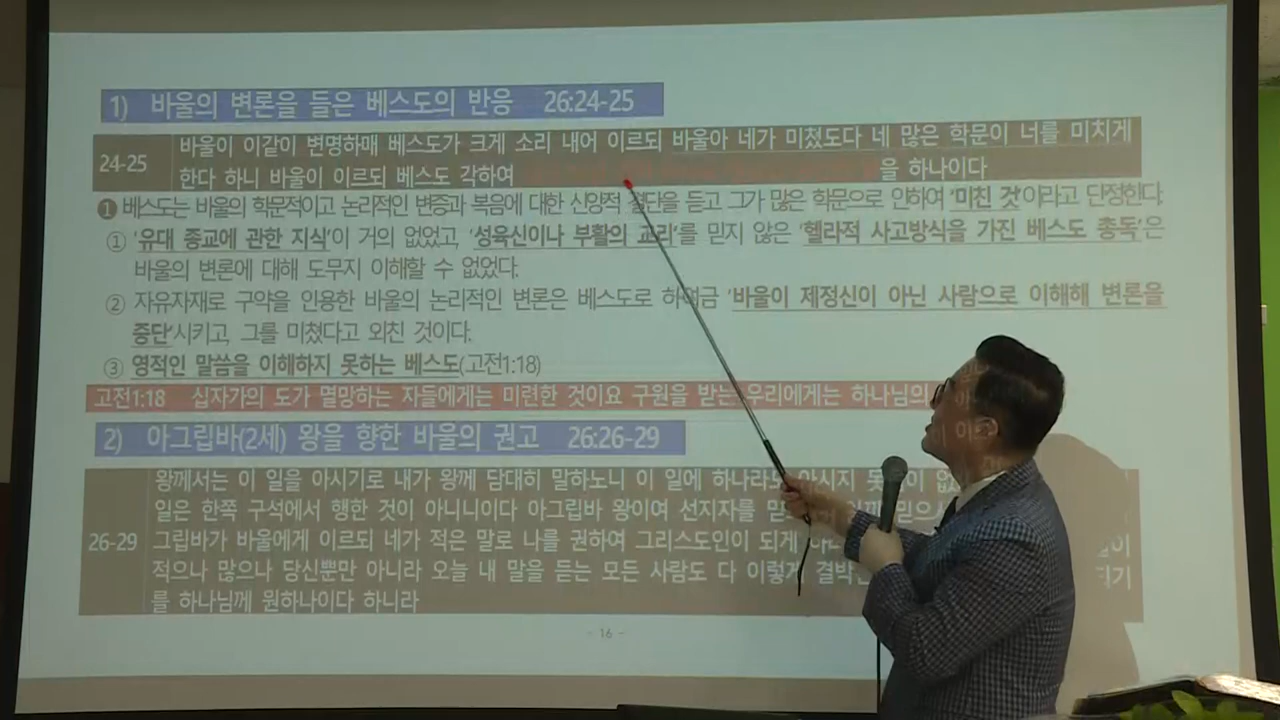 1) 바울의 변론을 들은 베스도의 반응 26:24-25
24-25
바울이 이같이 변명하매 베스도가 크게 소리 내어 이르되 바울아 네가 미쳤도다 네 많은 학문이 너를 미치게
한다 하니 바울이 이르되 베스도 각하여 을 하나이다
❶ 베스도는 바울의 학문적이고 논리적인 변증과 복음에 대한 신앙적 결단을 듣고 그가 많은 학문으로 인하여 '미친 것'이라고 단정한다.
① '유대 종교에 관한 지식'이 거의 없었고, '성육신이나 부활의 교리'를 믿지 않은 '헬라적 사고방식을 가진 베스도 총독'은
바울의 변론에 대해 도무지 이해할 수 없었다.
② 자유자재로 구약을 인용한 바울의 논리적인 변론은 베스도로 하여금 '바울이 제정신이 아닌 사람으로 이해해 변론을
중단'시키고, 그를 미쳤다고 외친 것이다.
③ 영적인 말씀을 이해하지 못하는 베스도(고전1:18)
고전1:18 십자가의 도가 멸망하는 자들에게는 미련한 것이요 구원을 받는 우리에게는 하나님의
2) 아그립바(2세) 왕을 향한 바울의 권고 26:26-29
26-29
왕께서는 이 일을 아시기로 내가 왕께 담대히 말하노니 이 일에 하나라도 아시지 못
일은 한쪽 구석에서 행한 것이 아니니이다 아그립바 왕이여 선지자를
그립바가 바울에게 이르되 네가 적은 말로 나를 권하여 그리스도인이 되게
적으나 많으나 당신뿐만 아니라 오늘 내 말을 듣는 모든 사람도 다 이렇게 되기
를 하나님께 원하나이다 하니라
- 16 -